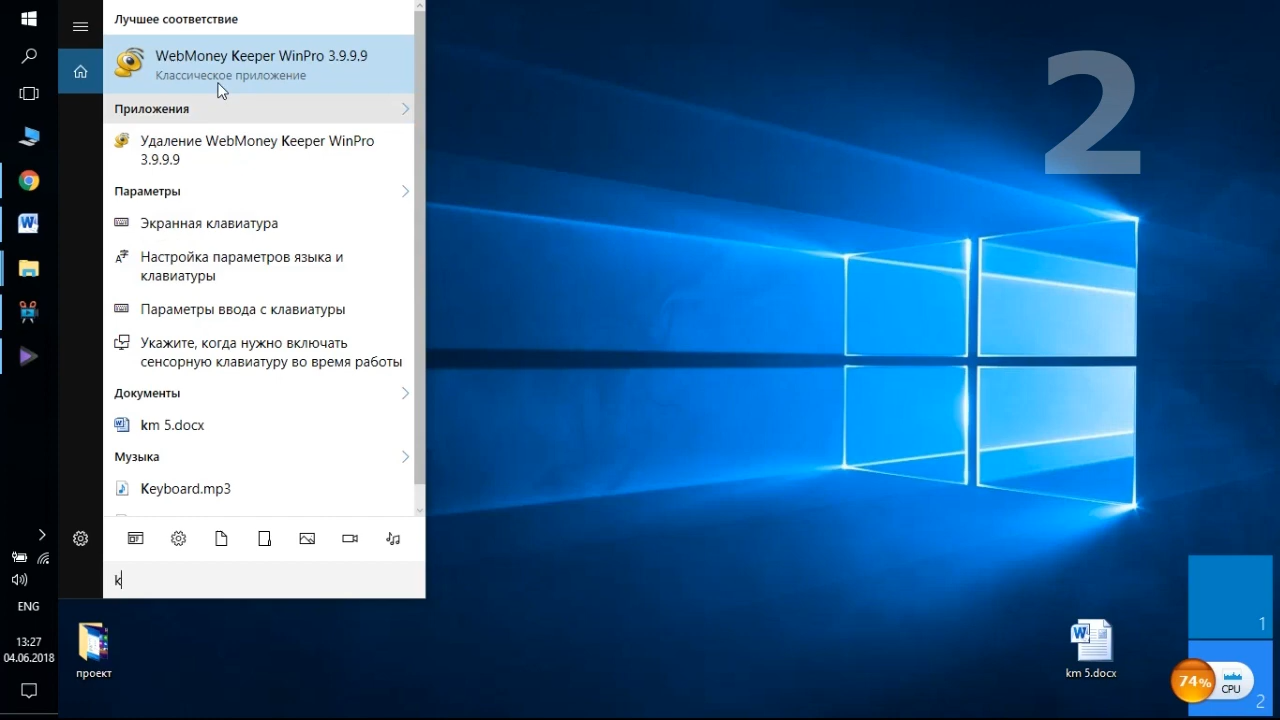 Лучшее соответствие
WebMoney Keeper WinPro 3.9.9.9
Классическое приложение
Приложения
Удаление WebMoney Keeper WinPro
3.9.9.9
Параметры
Экранная клавиатура
Настройка параметров языка и
клавиатуры
Параметры ввода с клавиатуры
Укажите, когда нужно включать
сенсорную клавиатуру во время работы
Документы
km 5.docx
Музыка
Keyboard.mp3
k
ENG
13:27
04.06.2018
проект
2
km 5.docx
1
74%
CPU
2